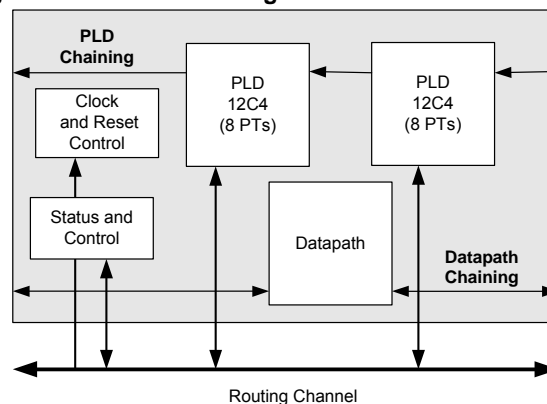 PLD
Chaining
PLD
12C4
(8 PTs)
PLD
12C4
(8 PTs)
Clock
and Reset
Control
Status and
Control
Datapath
Datapath
Chaining
Routing Channel